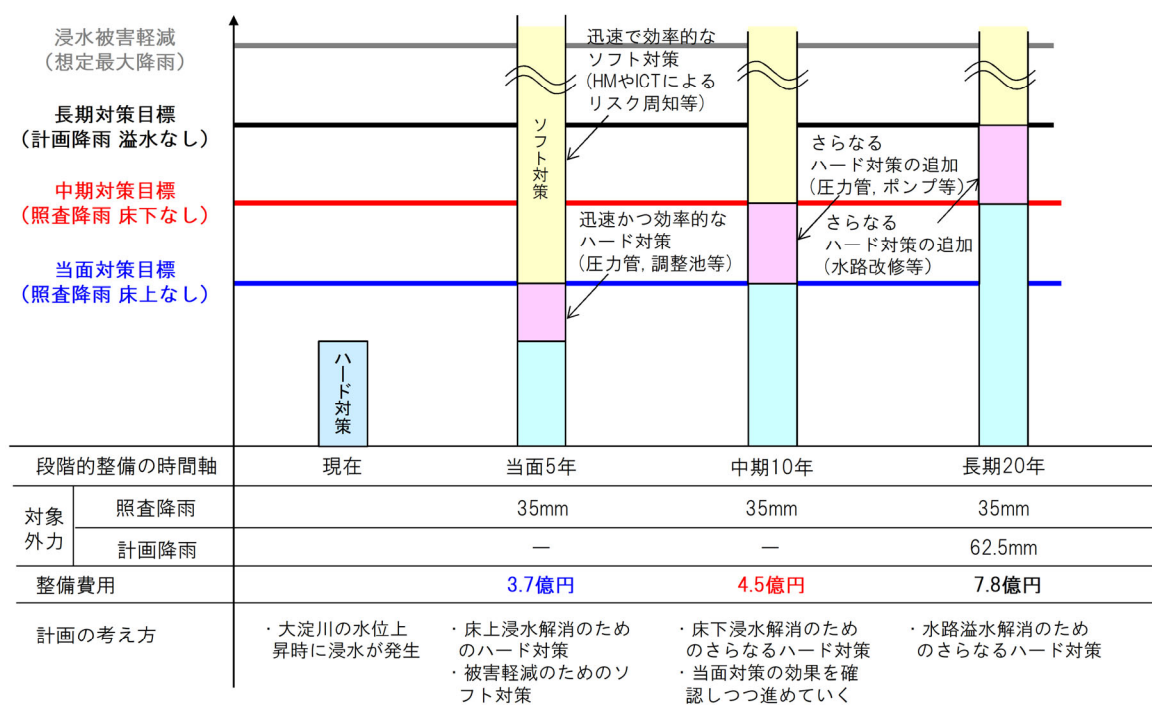 浸水被害軽減
(想定最大降雨)
長期対策目標
(計画降雨 溢水なし)
中期対策目標
(照査降雨 床下なし)
当面対策目標
(照査降雨 床上なし)
ハード対策
ソフト対策
迅速で効率的な
ソフト対策
(HMやICTによる
リスク周知等)
迅速かつ効率的な
ハード対策
(圧力管, 調整池等)
さらなる
ハード対策の追加
(圧力管, ポンプ等)
さらなる
ハード対策の追加
(水路改修等)
段階的整備の時間軸 現在 当面5年 中期10年 長期20年
対象
外力
照査降雨 35mm 35mm 35mm
計画降雨 － － 62.5mm
整備費用 3.7億円 4.5億円 7.8億円
計画の考え方
・大淀川の水位上
昇時に浸水が発生
・床上浸水解消のため
のハード対策
・被害軽減のためのソ
フト対策
・床下浸水解消のため
のさらなるハード対策
・当面対策の効果を確
認しつつ進めていく
・水路溢水解消のため
のさらなるハード対策